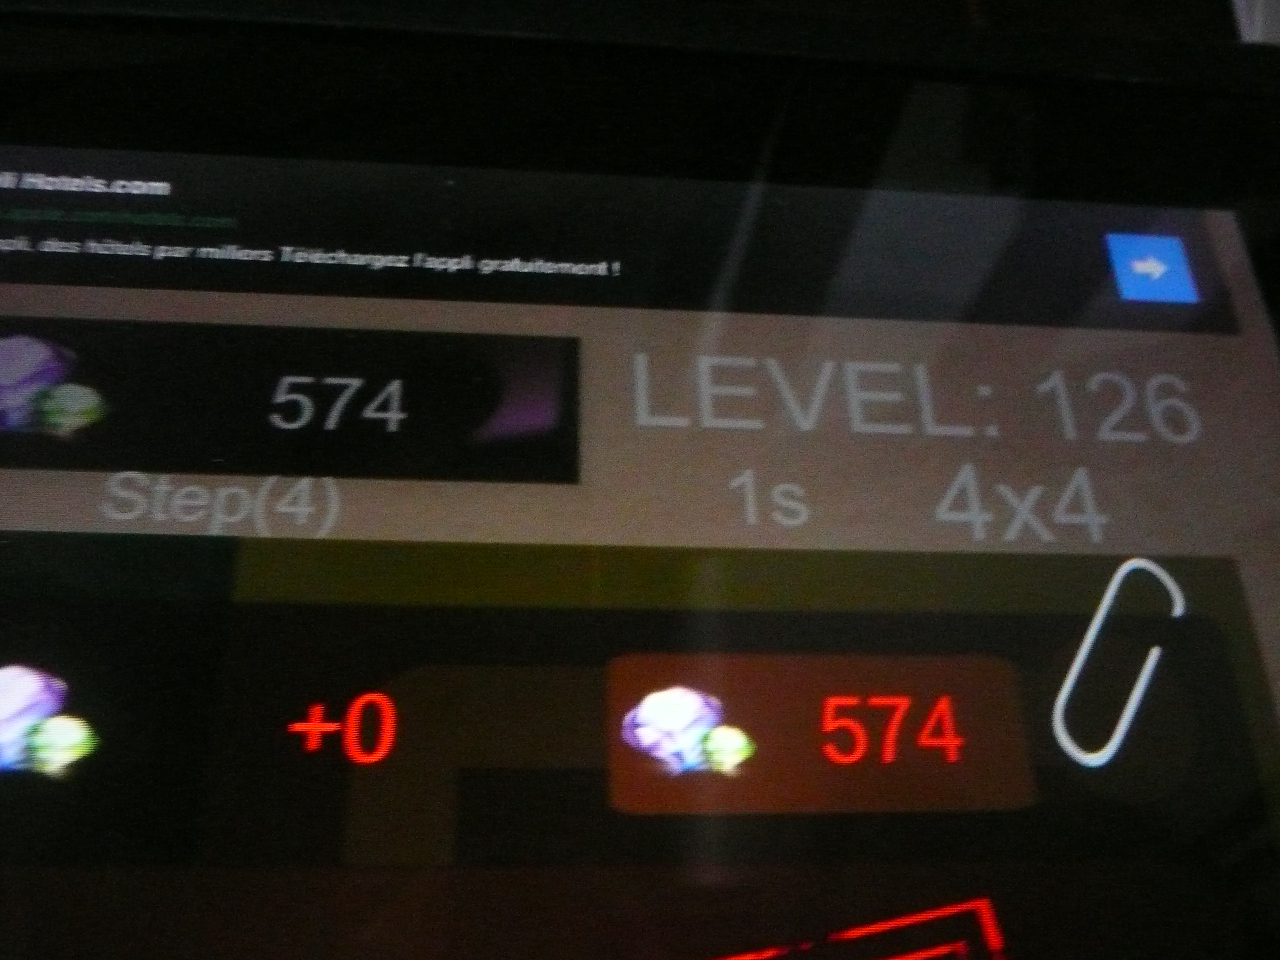 Hotels.com
des hôtels par milliers Téléchargez l'appli gratuitement !
574
LEVEL: 126
Step(4)
1s
4x4
+0
574